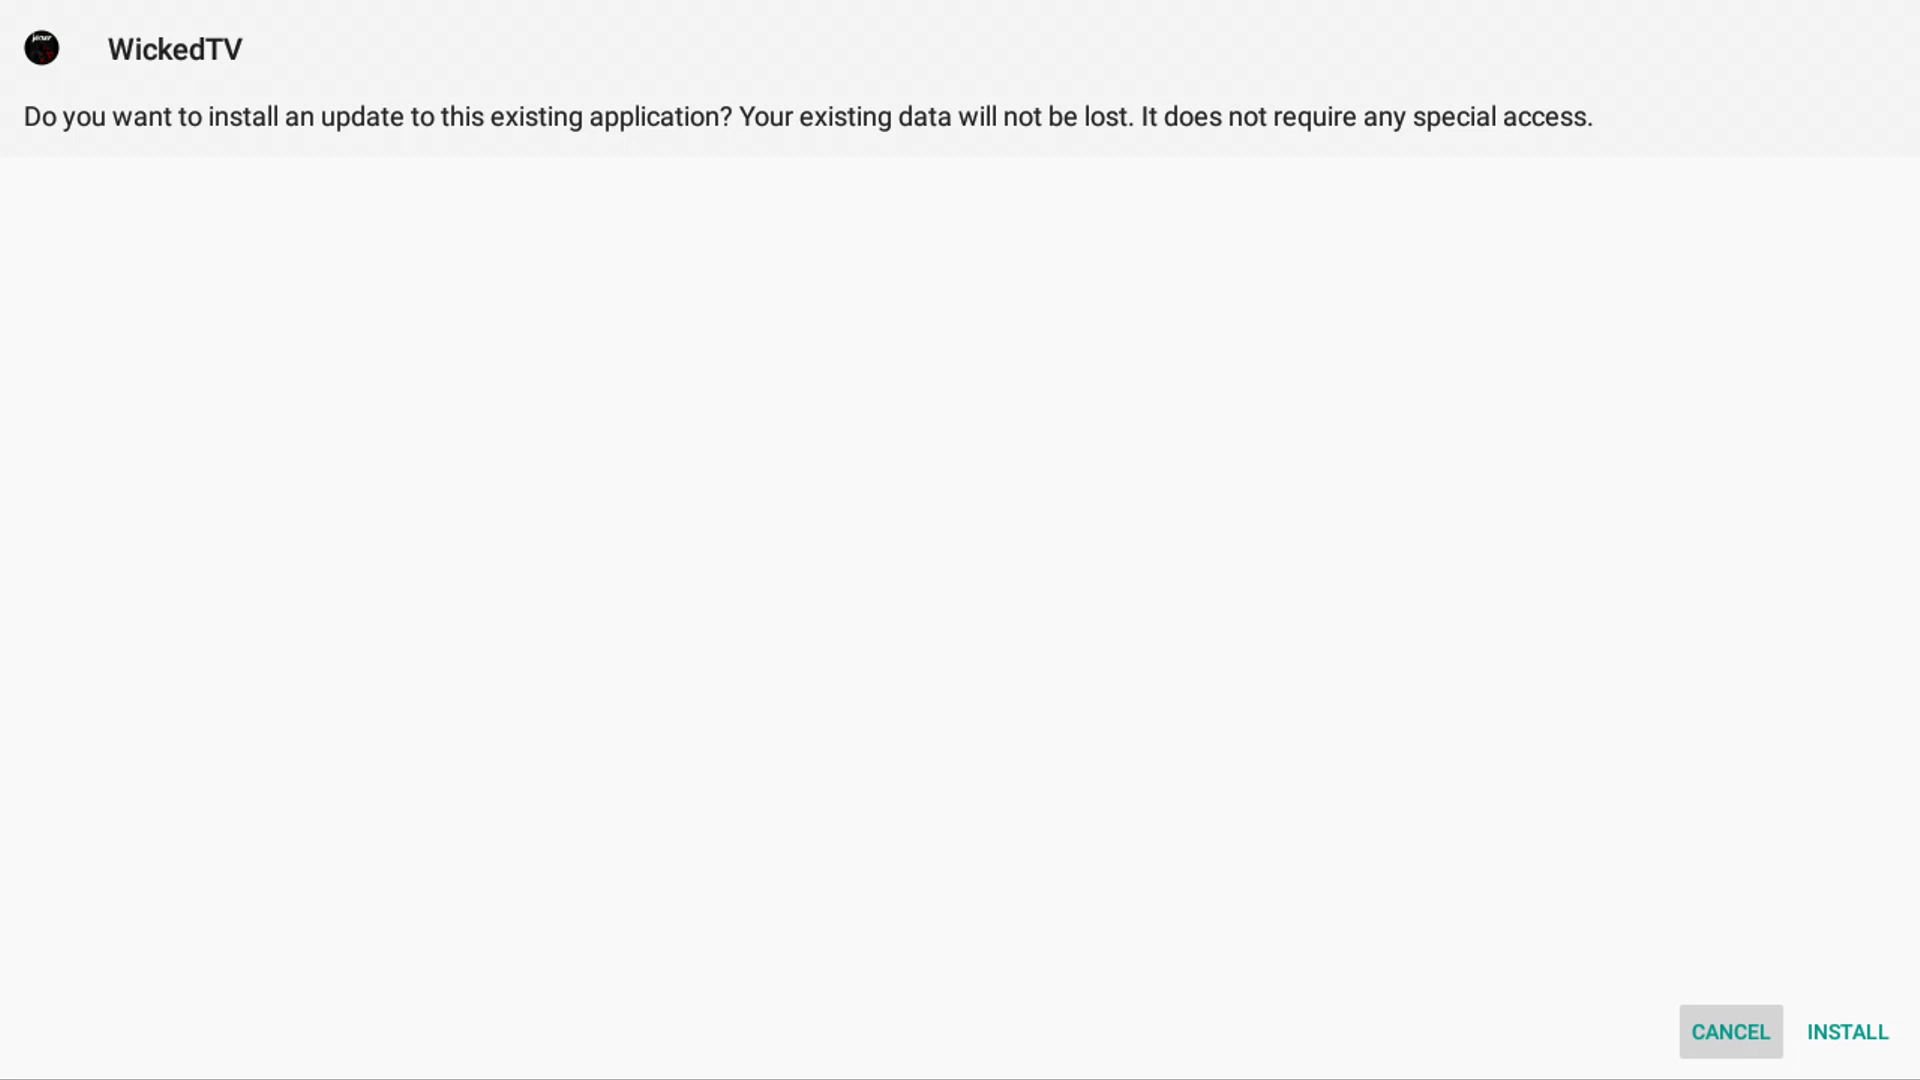 WickedTV
Do you want to install an update to this existing application? Your existing data will not be lost. It does not require any special access.
CANCEL
INSTALL